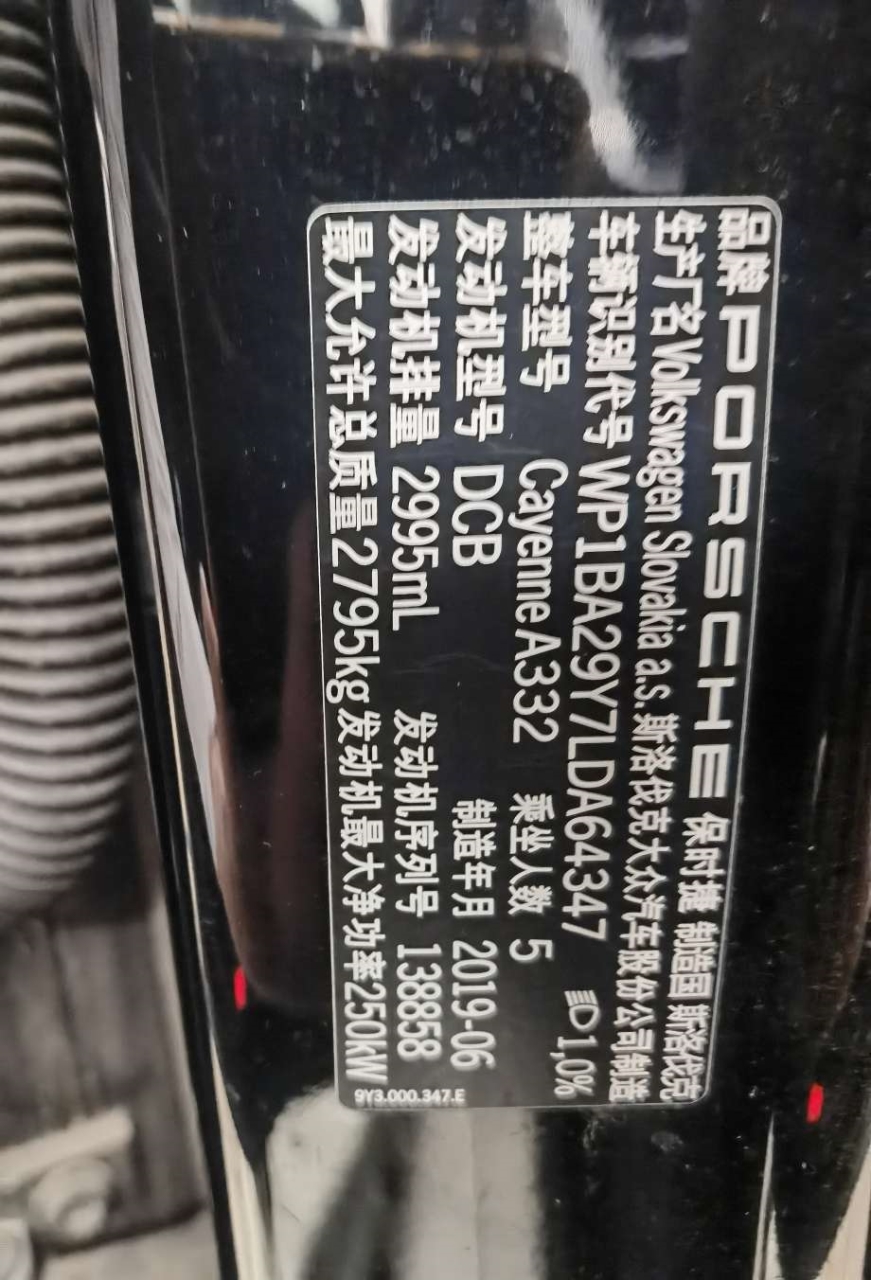 品牌 PORSCHE 保时捷 制造国 斯洛伐克
生产厂名 Volkswagen Slovakia a.s. 斯洛伐克大众汽车股份公司制造
车辆识别代号 WP1BA29Y7LDA64347 1,0%
整车型号 Cayenne A332 乘坐人数 5
发动机型号 DCB 制造年月 2019-06
发动机排量 2995mL 发动机序列号 138858
最大允许总质量 2795kg 发动机最大净功率 250kW
9Y3.000.347.E